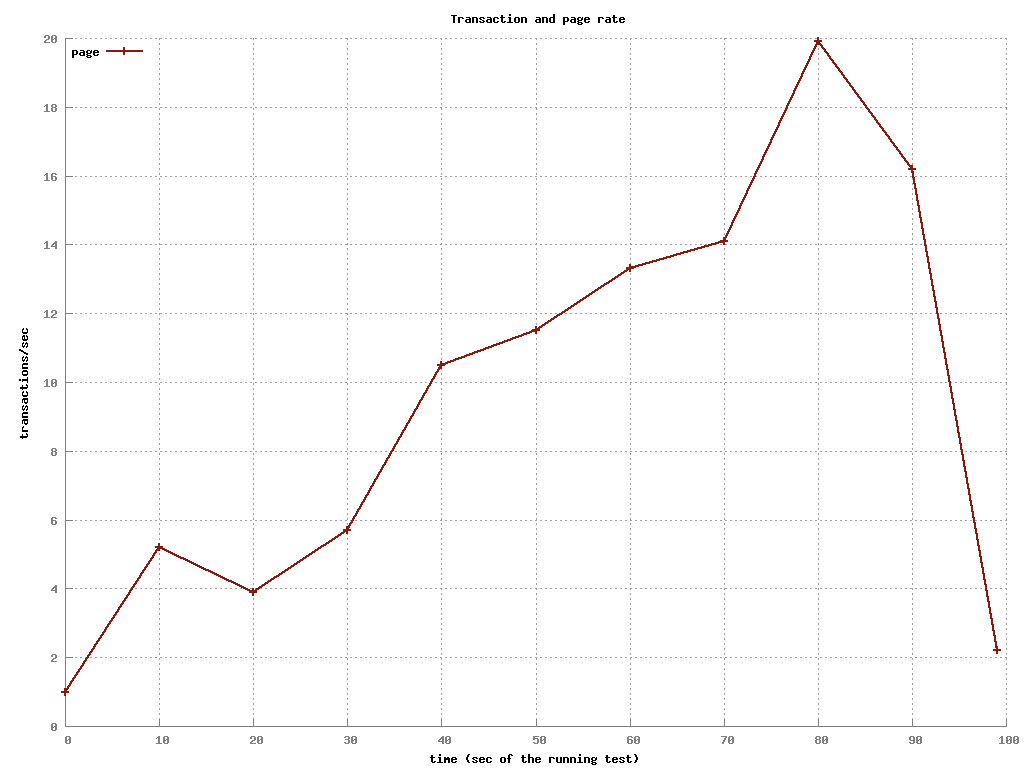 Transaction and page rate
page
20
18
16
14
12
10
8
6
4
2
0
transactions/sec
0 10 20 30 40 50 60 70 80 90 100
time (sec of the running test)